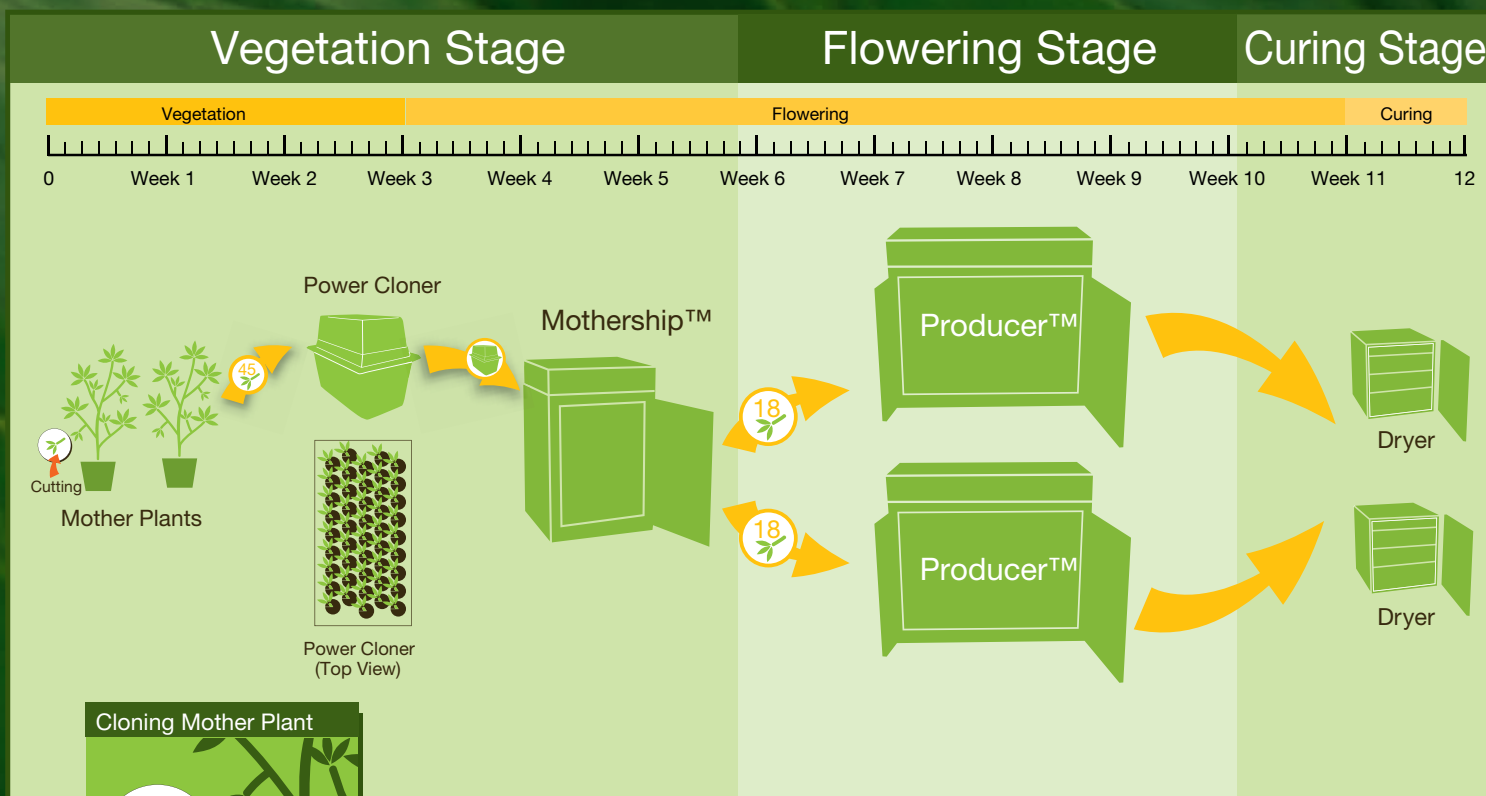 Vegetation Stage
Flowering Stage
Curing Stage
Vegetation
Flowering
Curing
0
Week 1
Week 2
Week 3
Week 4
Week 5
Week 6
Week 7
Week 8
Week 9
Week 10
Week 11
12
Power Cloner
Mothership™
45
Cutting
Mother Plants
Power Cloner
(Top View)
18
18
Producer™
Producer™
Dryer
Dryer
Cloning Mother Plant